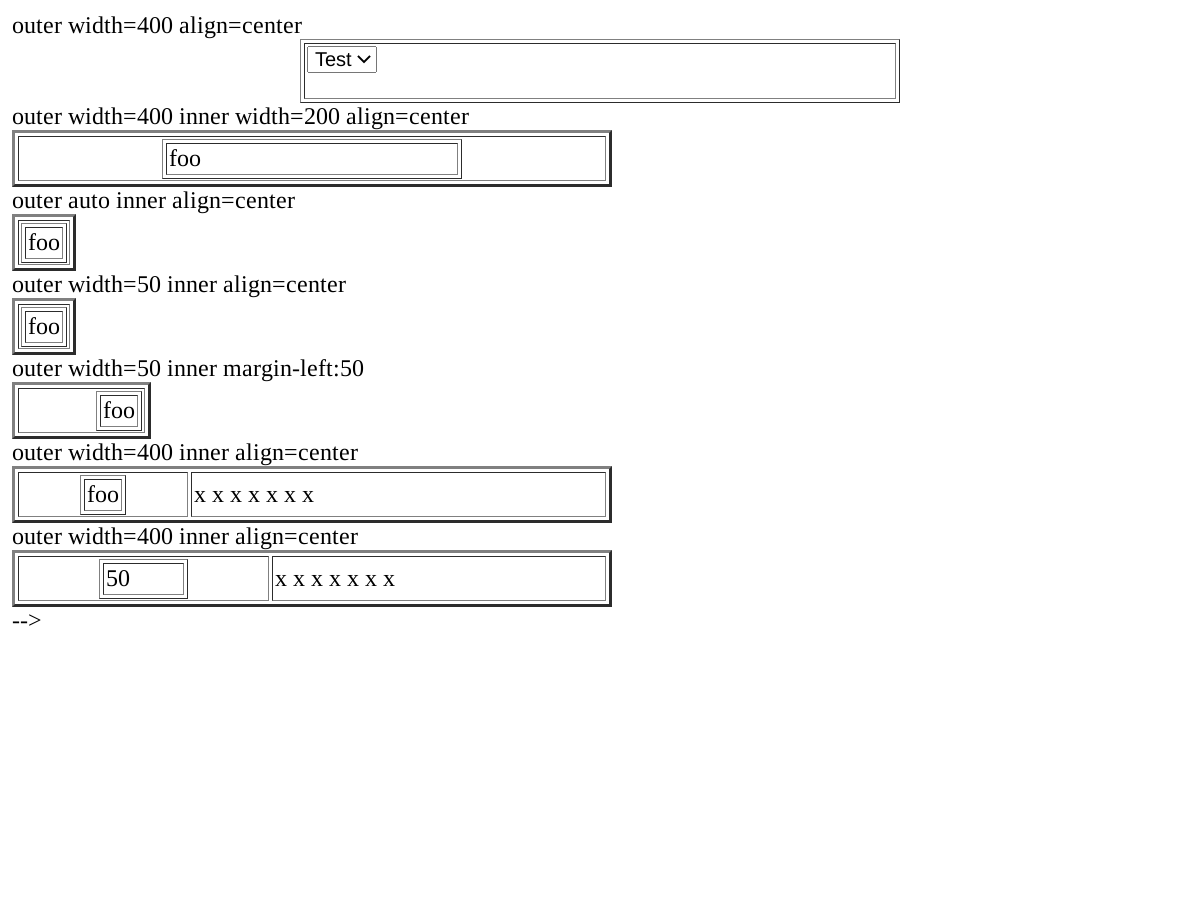 outer width=400 align=center
Test
outer width=400 inner width=200 align=center
foo
outer auto inner align=center
foo
outer width=50 inner align=center
foo
outer width=50 inner margin-left:50
foo
outer width=400 inner align=center
foo x x x x x x x
outer width=400 inner align=center
50 x x x x x x x
-->